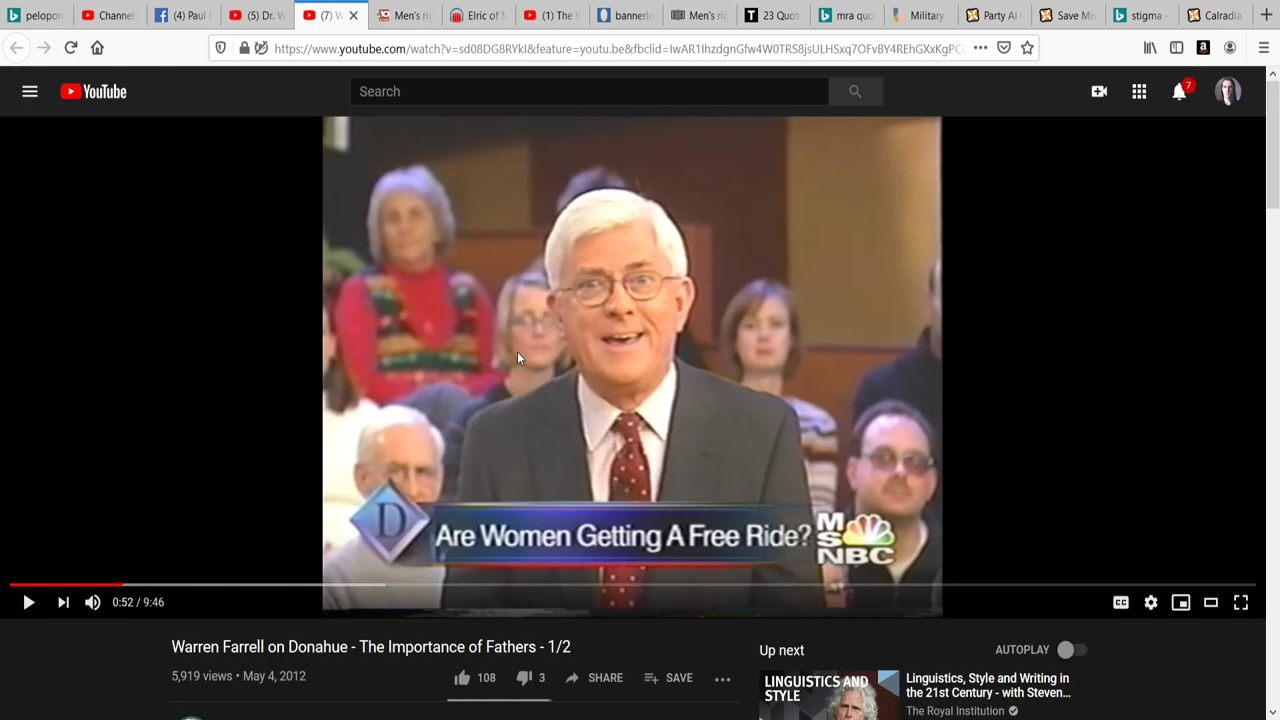 pelopon
Channel
(4) Paul
(5) Dr. V
(7) W
Men's ri
Elric of M
(1) The
bannerlo
Men's rig
23 Quot
mra quo
Military
Party AI
Save Mis
stigma -
Calradia
https://www.youtube.com/watch?v=sd08DG8RYkI&feature=youtu.be&fbclid=
YouTube
Search
7
D
Are Women Getting A Free Ride?
MSNBC
0:52 / 9:46
CC
Warren Farrell on Donahue - The Importance of Fathers - 1/2
5,919 views • May 4, 2012
108
3
SHARE
SAVE
Up next
AUTOPLAY
LINGUISTICS AND
STYLE
Linguistics, Style and Writing in
the 21st Century - with Steven...
The Royal Institution